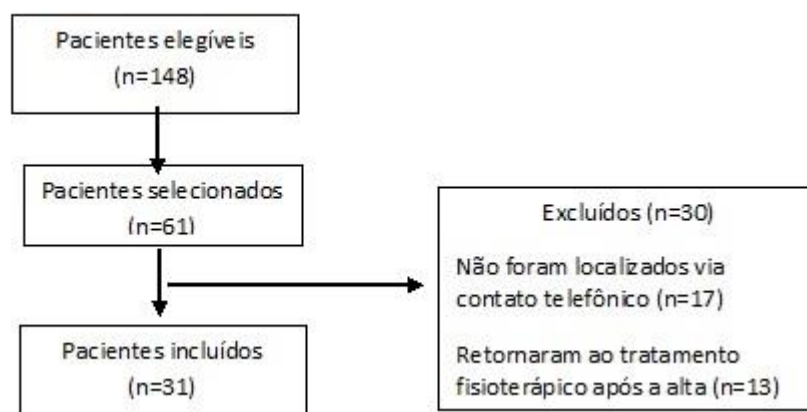 Pacientes elegíveis
(n=148)
Pacientes selecionados
(n=61)
Excluídos (n=30)
Não foram localizados via
contato telefônico (n=17)
Retornaram ao tratamento
fisioterápico após a alta (n=13)
Pacientes incluídos
(n=31)